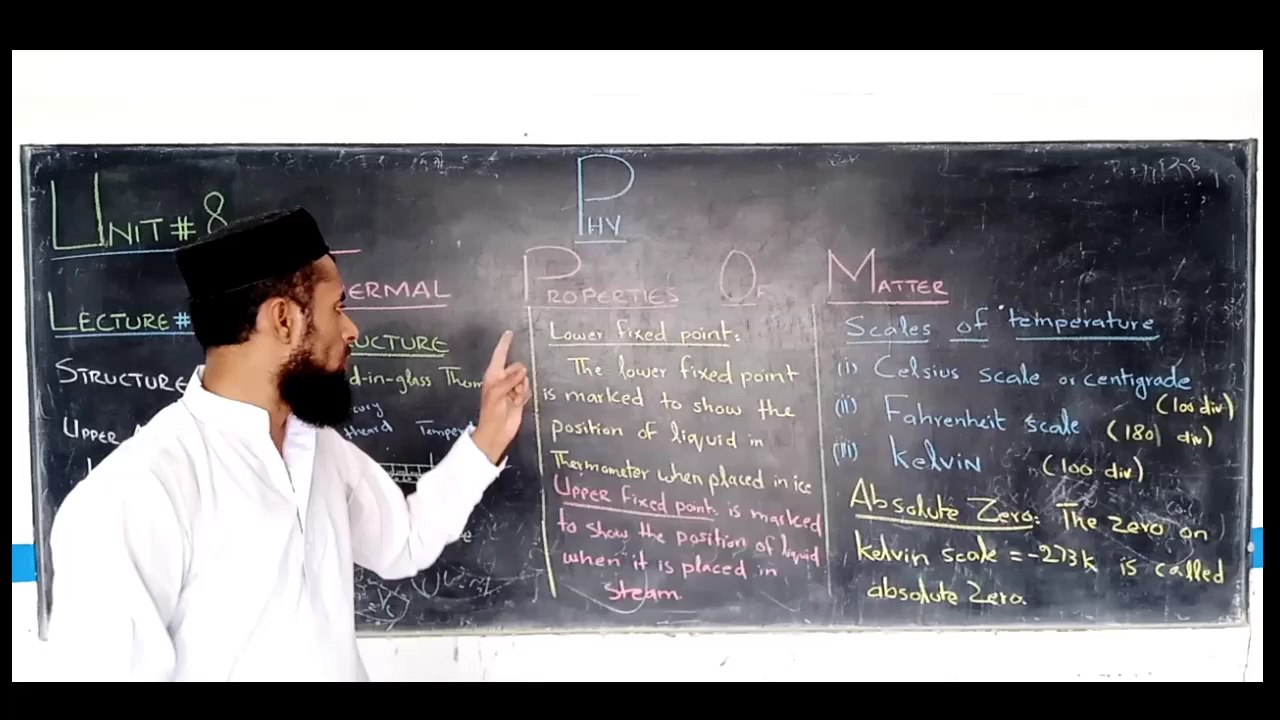 UNIT # 8
PHY
ERMAL PROPERTIES OF MATTER
LECTURE #
UCTURE
STRUCTURE
d-in-glass Therm
UPPER
Lower fixed point:
The lower fixed point
is marked to show the
position of liquid in
Thermometer when placed in ice
UPPER fixed point: is marked
to show the position of liquid
when it is placed in
Steam.
Scales of temperature
(i) Celsius scale or centigrade
(100 div)
(ii) Fahrenheit scale (180 div)
(iii) kelvin (100 div)
Absolute Zero: The zero on
kelvin scale = -273k is called
absolute Zero.